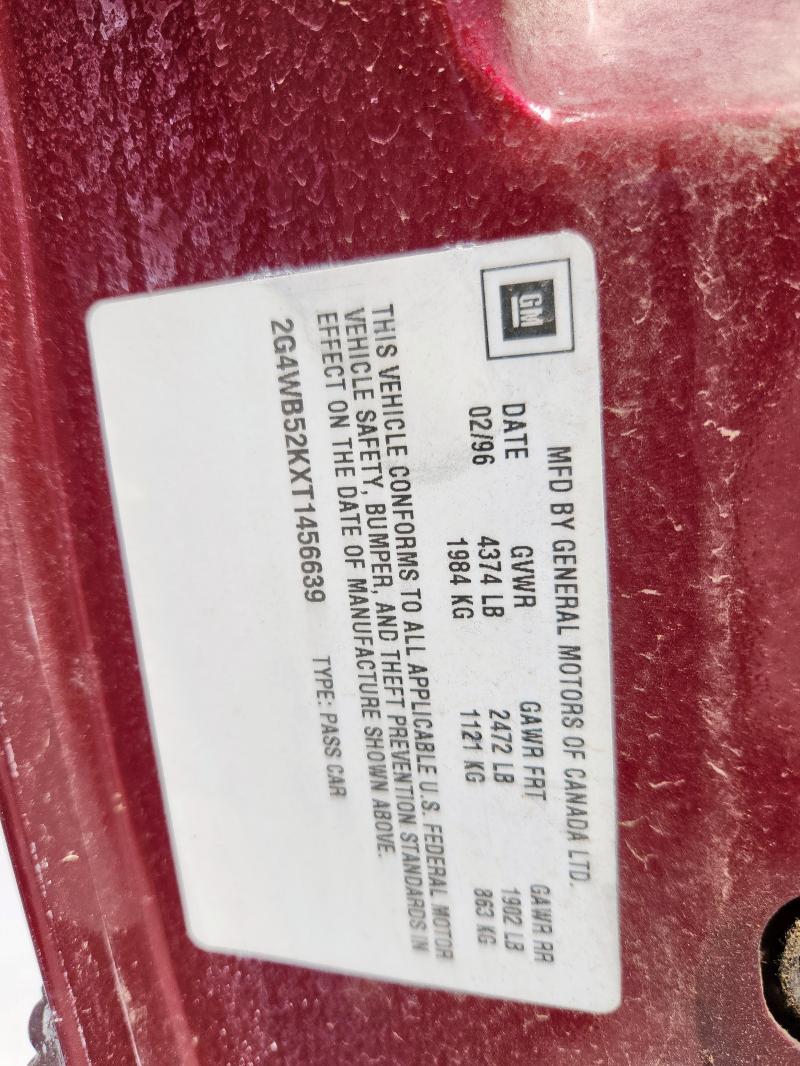 GM
MFD BY GENERAL MOTORS OF CANADA LTD.
DATE GVWR GAWR FRT GAWR RR
02/96 4374 LB 2472 LB 1902 LB
1984 KG 1121 KG 863 KG
THIS VEHICLE CONFORMS TO ALL APPLICABLE U.S. FEDERAL MOTOR
VEHICLE SAFETY, BUMPER, AND THEFT PREVENTION STANDARDS IN
EFFECT ON THE DATE OF MANUFACTURE SHOWN ABOVE.
2G4WB52KXT1456639 TYPE: PASS CAR